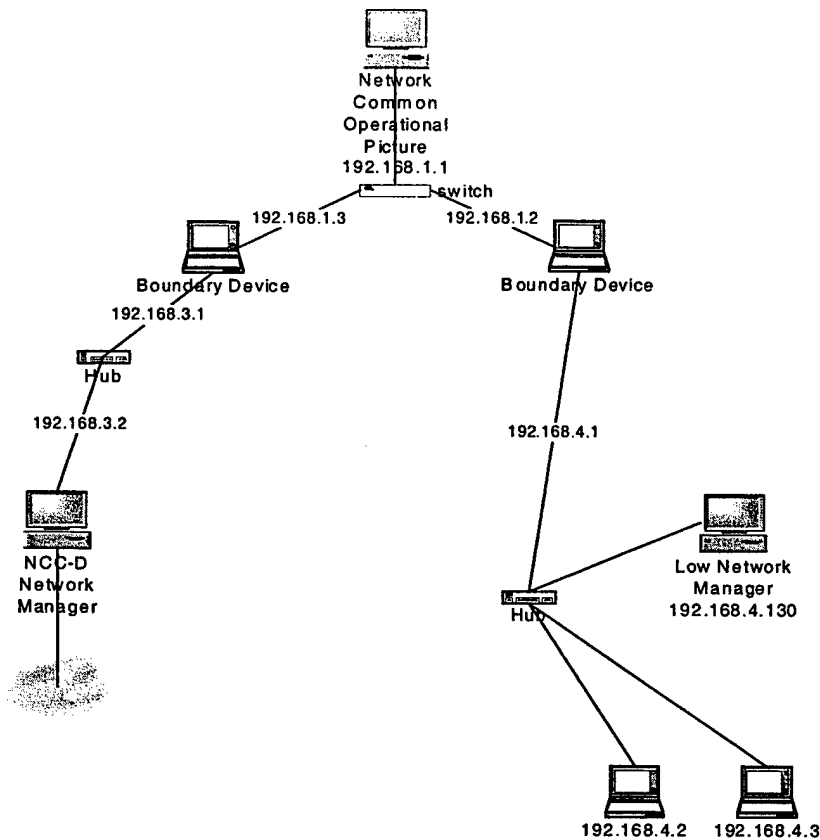 Network
Common
Operational
Picture
192.168.1.1
switch
192.168.1.3
192.168.1.2
Boundary Device
Boundary Device
192.168.3.1
Hub
192.168.3.2
192.168.4.1
NCC-D
Network
Manager
Low Network
Manager
192.168.4.130
Hub
192.168.4.2
192.168.4.3